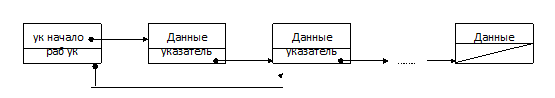 ук начало Данные Данные Данные
раб ук указатель указатель
......